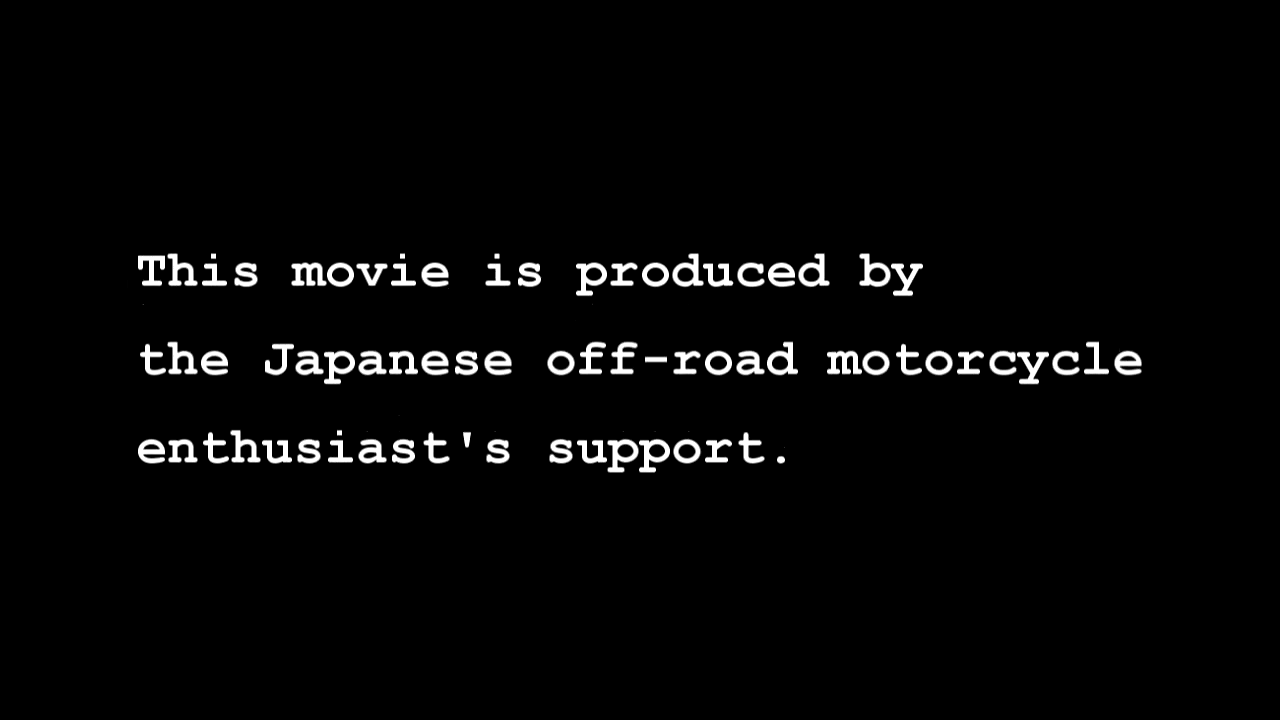 This movie is produced by
the Japanese off-road motorcycle
enthusiast's support.